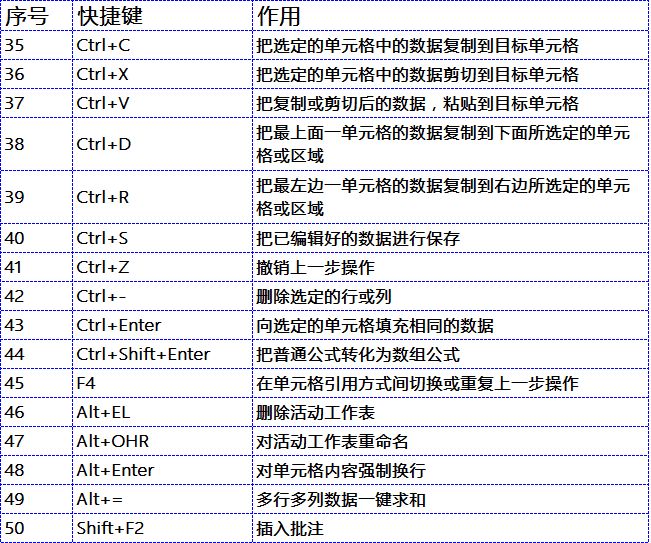 序号 快捷键 作用
35 Ctrl+C 把选定的单元格中的数据复制到目标单元格
36 Ctrl+X 把选定的单元格中的数据剪切到目标单元格
37 Ctrl+V 把复制或剪切后的数据，粘贴到目标单元格
38 Ctrl+D 把最上面一单元格的数据复制到下面所选定的单元
格或区域
39 Ctrl+R 把最左边一单元格的数据复制到右边所选定的单元
格或区域
40 Ctrl+S 把已编辑好的数据进行保存
41 Ctrl+Z 撤销上一步操作
42 Ctrl+- 删除选定的行或列
43 Ctrl+Enter 向选定的单元格填充相同的数据
44 Ctrl+Shift+Enter 把普通公式转化为数组公式
45 F4 在单元格引用方式间切换或重复上一步操作
46 Alt+EL 删除活动工作表
47 Alt+OHR 对活动工作表重命名
48 Alt+Enter 对单元格内容强制换行
49 Alt+= 多行多列数据一键求和
50 Shift+F2 插入批注